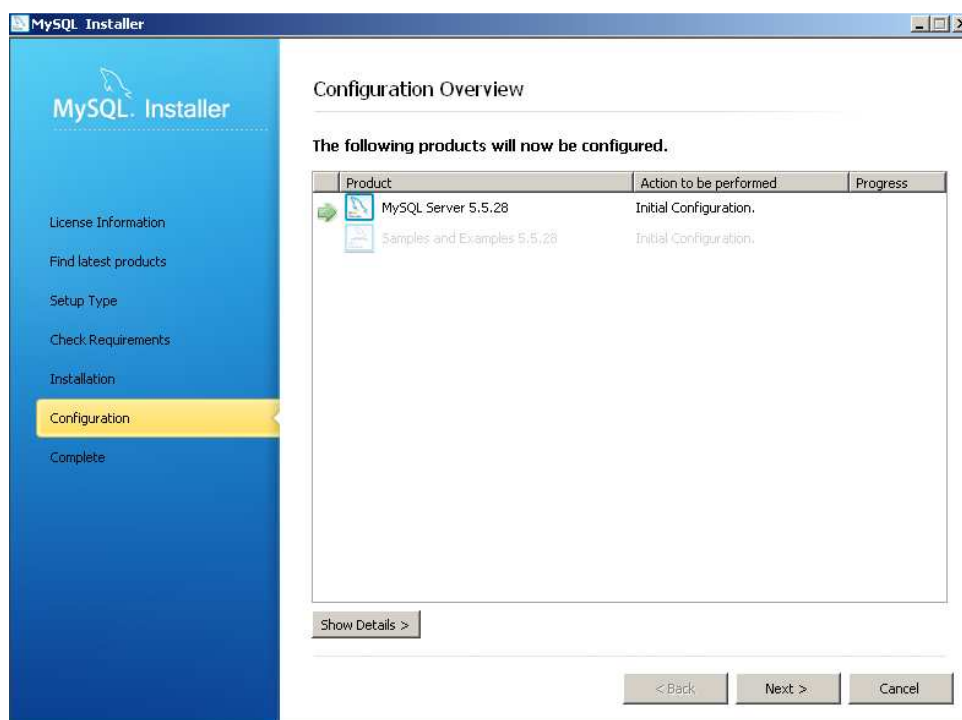 MySQL Installer
MySQL. Installer
License Information
Find latest products
Setup Type
Check Requirements
Installation
Configuration
Complete
Configuration Overview
The following products will now be configured.
Product Action to be performed Progress
MySQL Server 5.5.28 Initial Configuration.
Samples and Examples 5.5.28 Initial Configuration.
Show Details >
< Back Next > Cancel